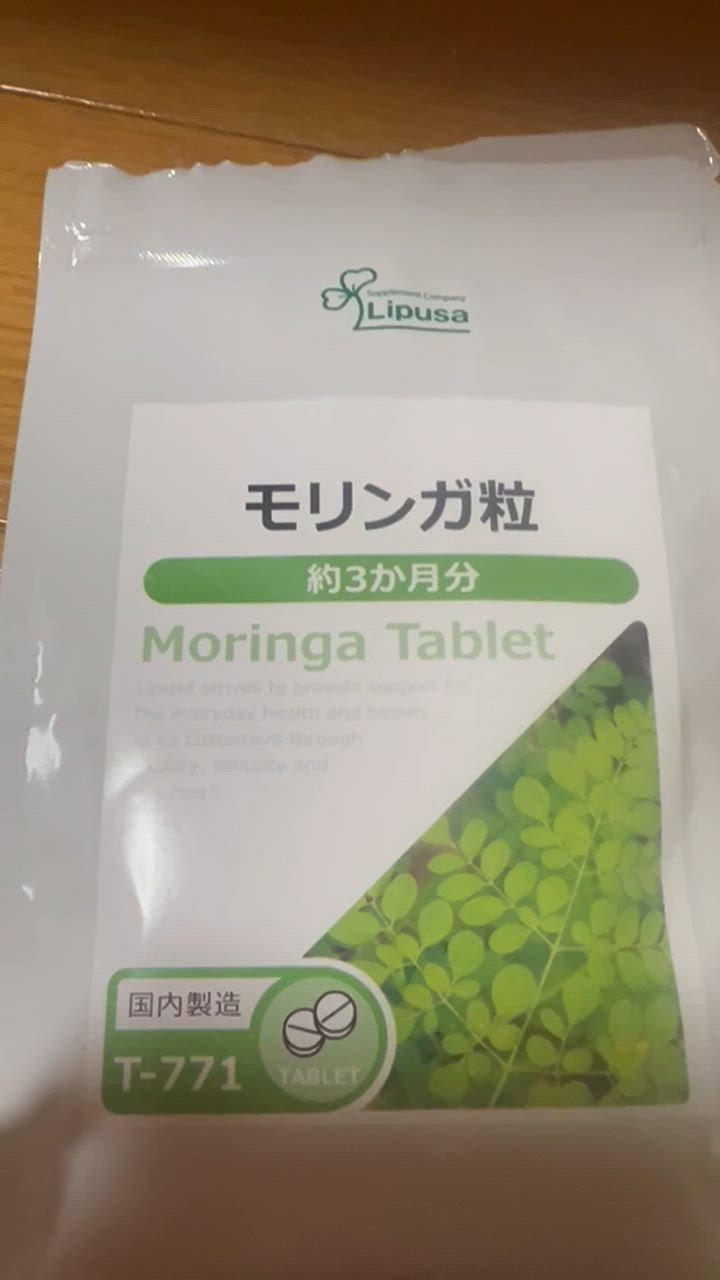 Supplement Company
Lipusa
モリンガ粒
約3か月分
Moringa Tablet
Lipusa strives to provide support for
the everyday health and beauty
to its customers through
safety, security and
国内製造
T-771
TABLET